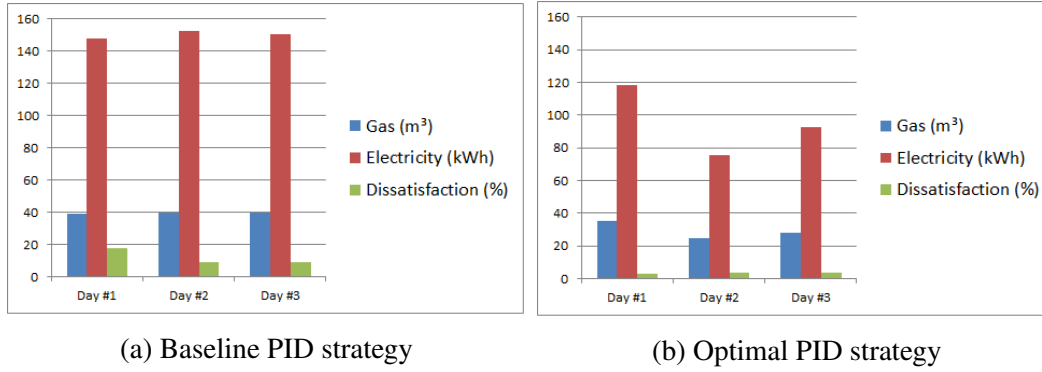 160
140
120
100
80
60
40
20
0
Day #1 Day #2 Day #3
Gas (m³)
Electricity (kWh)
Dissatisfaction (%)
(a) Baseline PID strategy
160
140
120
100
80
60
40
20
0
Day #1 Day #2 Day #3
Gas (m³)
Electricity (kWh)
Dissatisfaction (%)
(b) Optimal PID strategy